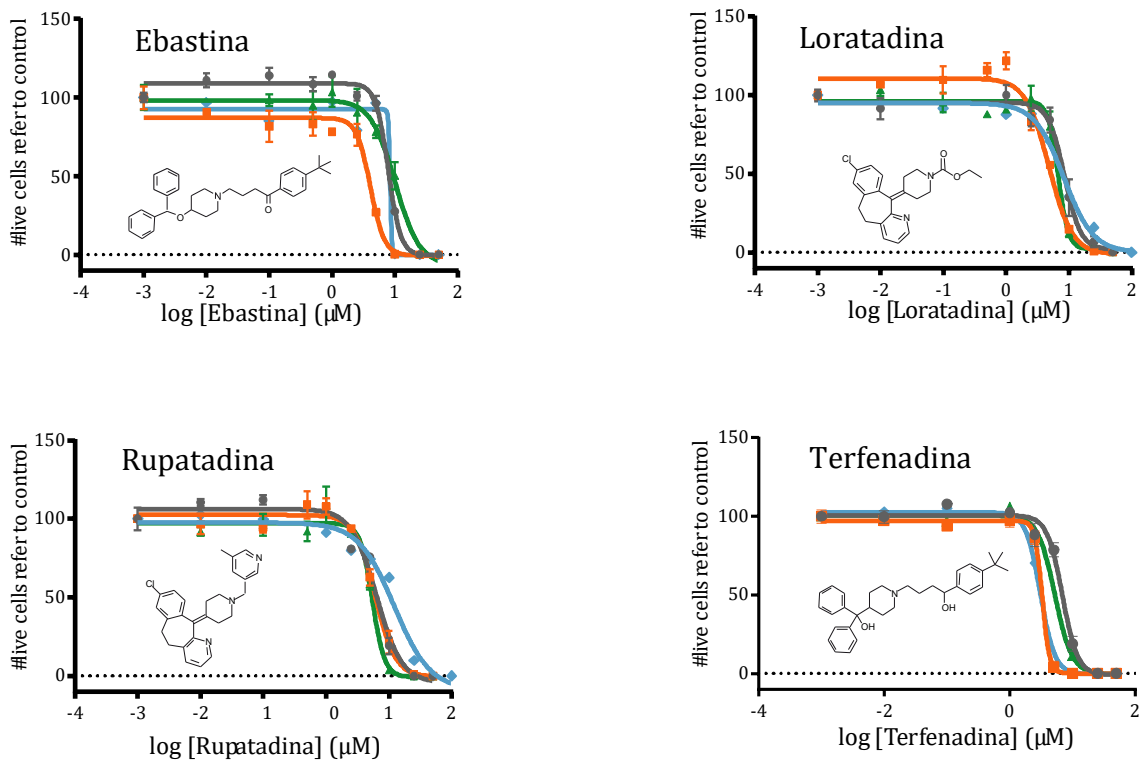 150
100
50
0
#live cells refer to control
Ebastina
N
O
O
-4 -3 -2 -1 0 1 2
log [Ebastina] (µM)
150
100
50
0
#live cells refer to control
Loratadina
O
Cl
N
O
N
-4 -3 -2 -1 0 1 2
log [Loratadina] (µM)
150
100
50
0
#live cells refer to control
Rupatadina
N
Cl
N
N
-4 -3 -2 1 0 1 2
log [Rupatadina] (µM)
150
100
50
0
#live cells refer to control
Terfenadina
N
OH
OH
-4 -2 0 2
log [Terfenadina] (µM)